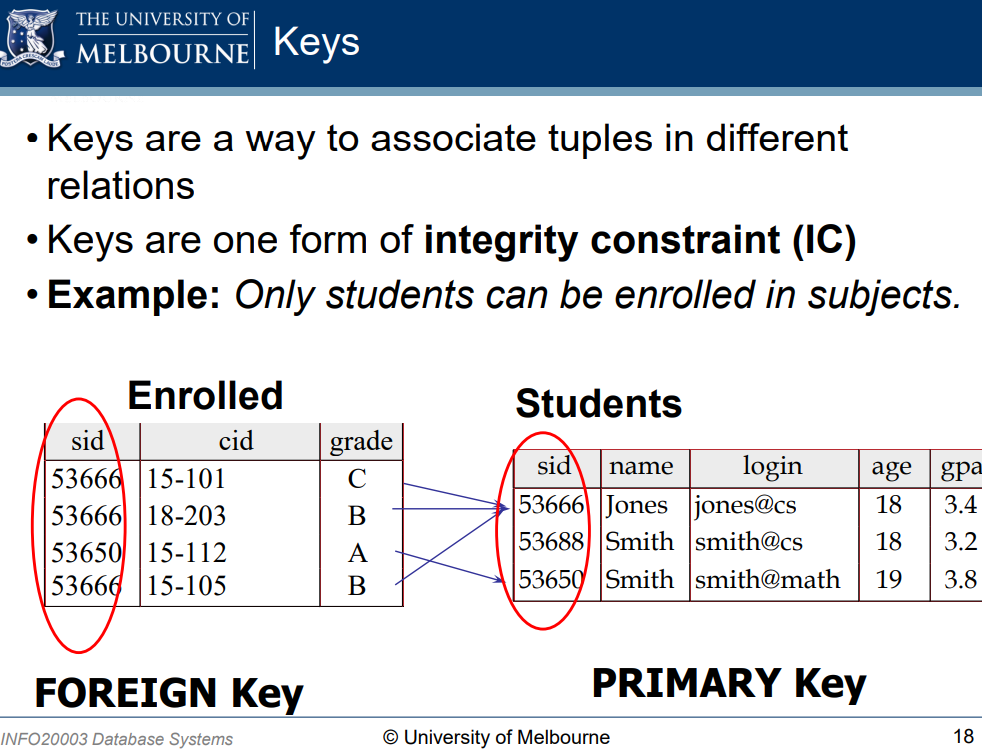 THE UNIVERSITY OF
MELBOURNE
Keys
• Keys are a way to associate tuples in different
relations
• Keys are one form of integrity constraint (IC)
• Example: Only students can be enrolled in subjects.
Enrolled
sid cid grade
53666 15-101 C
53666 18-203 B
53650 15-112 A
53666 15-105 B
FOREIGN Key
Students
sid name login age gpa
53666 Jones jones@cs 18 3.4
53688 Smith smith@cs 18 3.2
53650 Smith smith@math 19 3.8
PRIMARY Key
INFO20003 Database Systems
© University of Melbourne
18